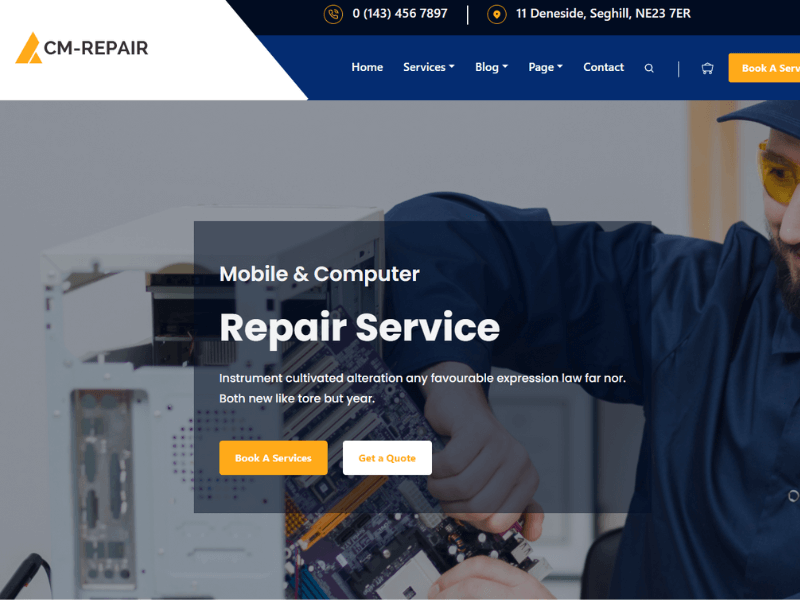 0 (143) 456 7897
11 Deneside, Seghill, NE23 7ER
CM-REPAIR
Home Services Blog Page Contact
Book A Serv
Mobile & Computer
Repair Service
Instrument cultivated alteration any favourable expression law far nor.
Both new like tore but year.
Book A Services
Get a Quote